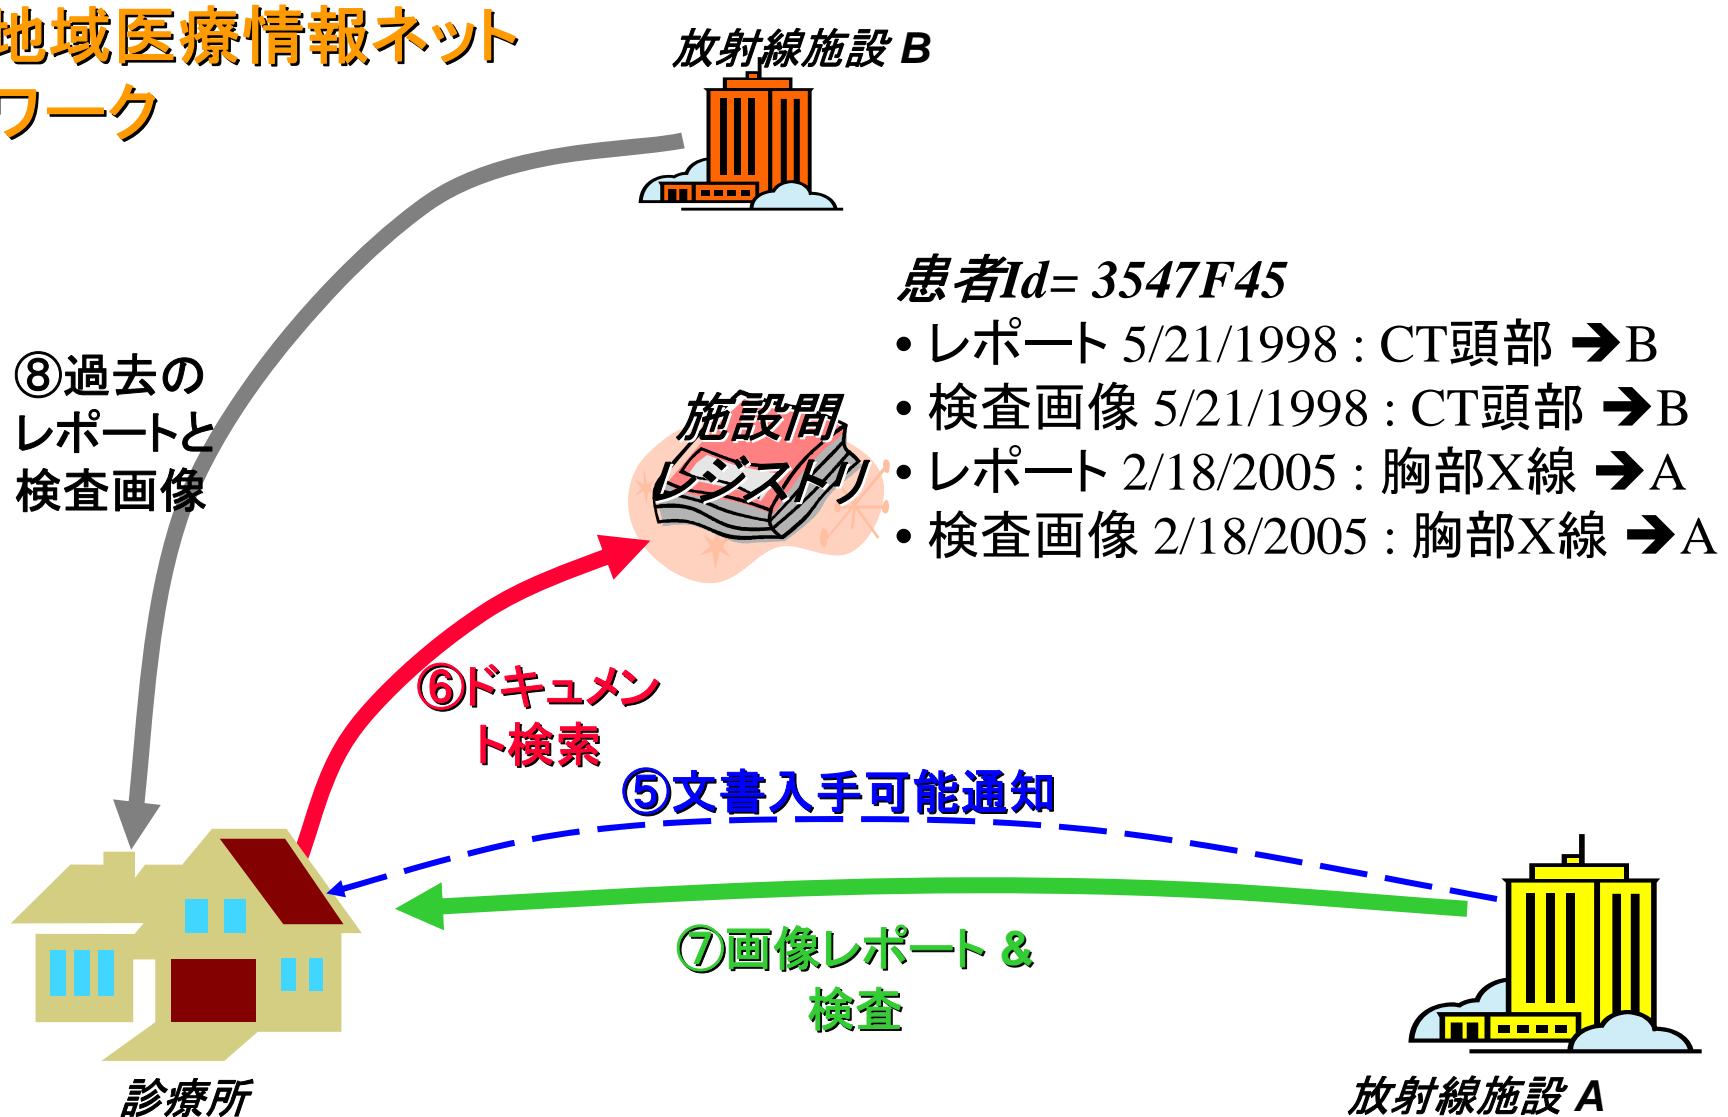 地域医療情報ネット
ワーク
放射線施設 B
患者Id= 3547F45
• レポート 5/21/1998 : CT頭部 ➔B
• 検査画像 5/21/1998 : CT頭部 ➔B
• レポート 2/18/2005 : 胸部X線 ➔A
• 検査画像 2/18/2005 : 胸部X線 ➔A
⑧過去の
レポートと
検査画像
施設間
レジストリ
⑥ドキュメン
ト検索
⑤文書入手可能通知
⑦画像レポート &
検査
診療所
放射線施設 A